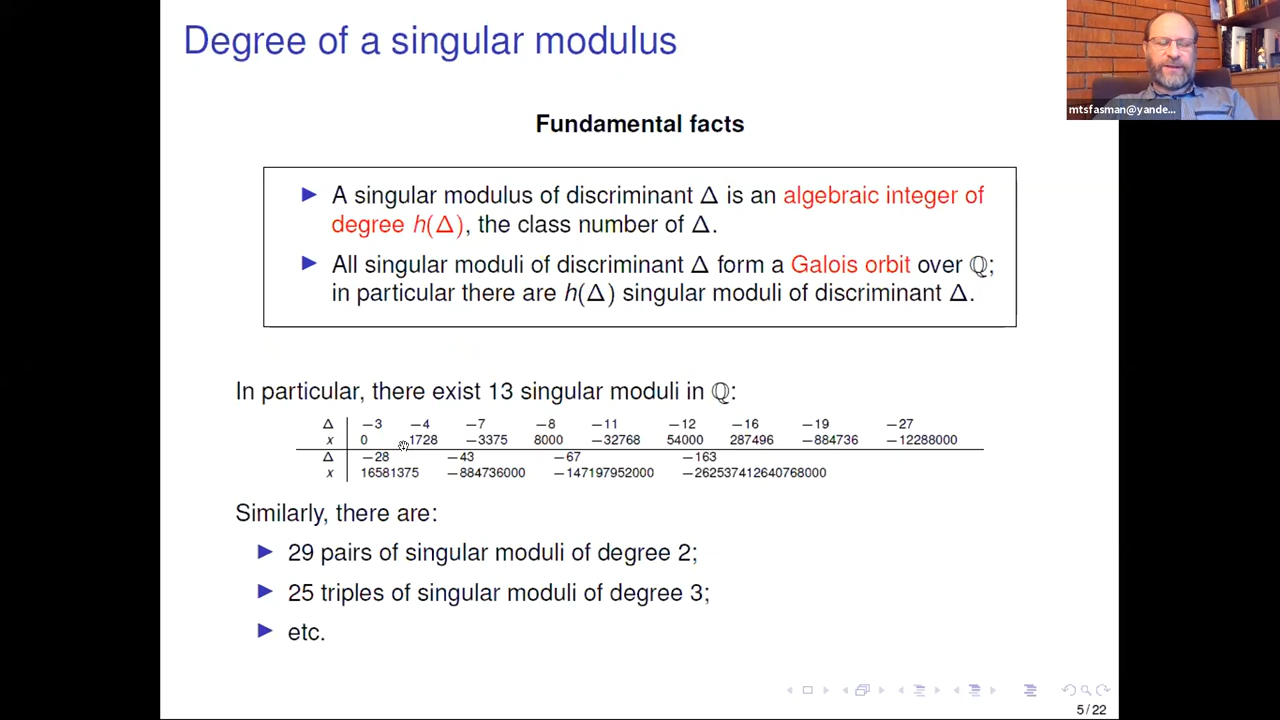 Degree of a singular modulus
mtsfasman@yande...
Fundamental facts
▶ A singular modulus of discriminant Δ is an algebraic integer of
degree h(Δ), the class number of Δ.
▶ All singular moduli of discriminant Δ form a Galois orbit over ℚ;
in particular there are h(Δ) singular moduli of discriminant Δ.
In particular, there exist 13 singular moduli in ℚ:
Δ −3 −4 −7 −8 −11 −12 −16 −19 −27
x 0 1728 −3375 8000 −32768 54000 287496 −884736 −12288000
Δ −28 −43 −67 −163
x 16581375 −884736000 −147197952000 −262537412640768000
Similarly, there are:
▶ 29 pairs of singular moduli of degree 2;
▶ 25 triples of singular moduli of degree 3;
▶ etc.
5/22